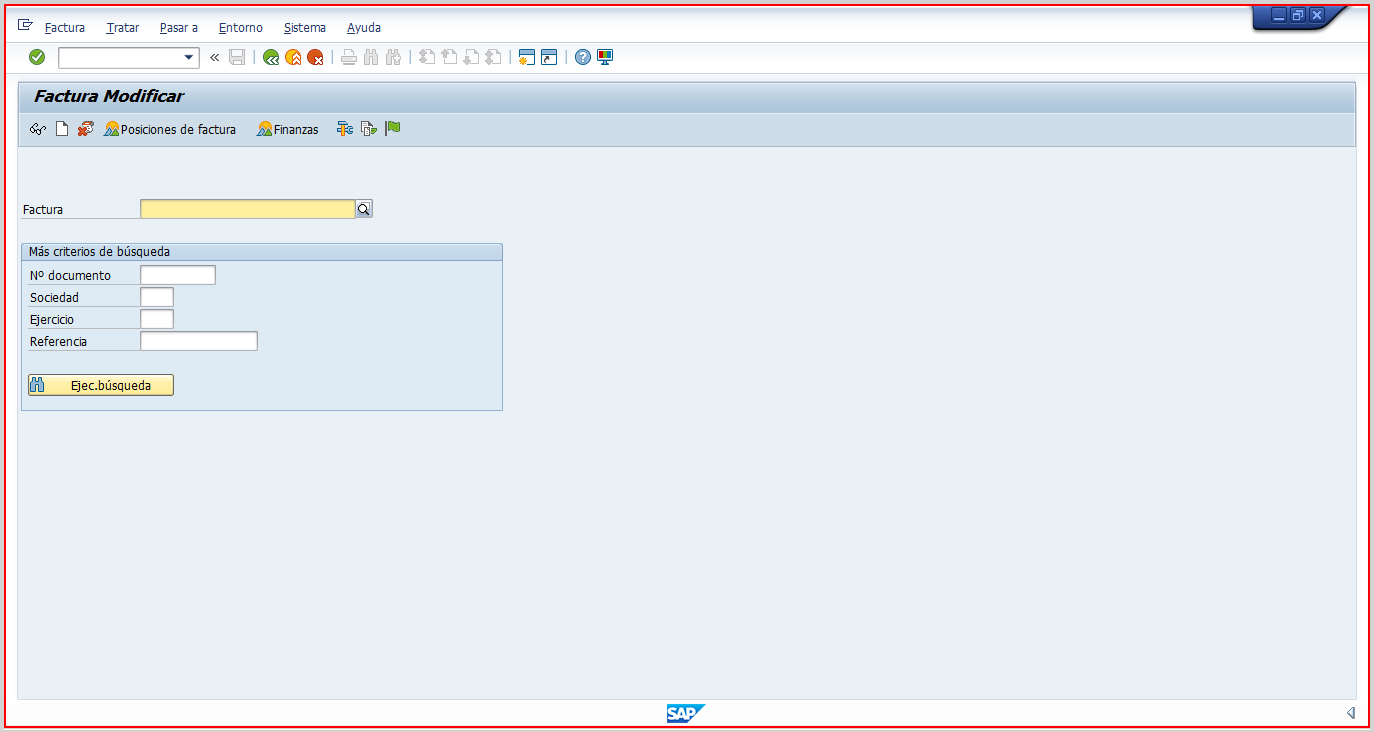 Factura Tratar Pasar a Entorno Sistema Ayuda
Factura Modificar
Posiciones de factura Finanzas
Factura
Más criterios de búsqueda
Nº documento
Sociedad
Ejercicio
Referencia
Ejec.búsqueda
SAP